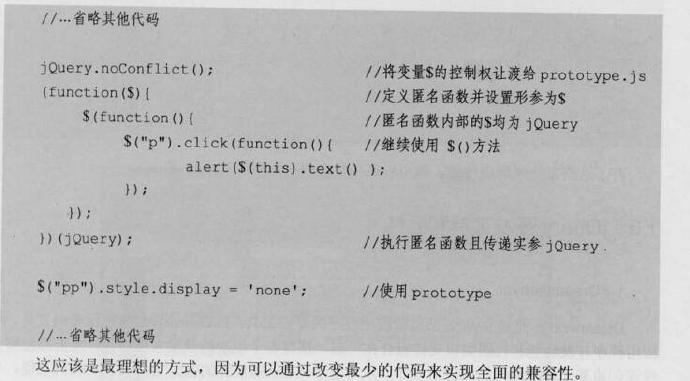 //…省略其他代码
jQuery.noConflict(); //将变量$的控制权让渡给 prototype.js
(function($){ //定义匿名函数并设置形参为$
$(function(){ //匿名函数内部的$均为 jQuery
$("p").click(function(){ //继续使用 $()方法
alert($(this).text() );
});
});
})(jQuery); //执行匿名函数且传递实参 jQuery
$("pp").style.display = 'none'; //使用 prototype
//…省略其他代码
这应该是最理想的方式，因为可以通过改变最少的代码来实现全面的兼容性。